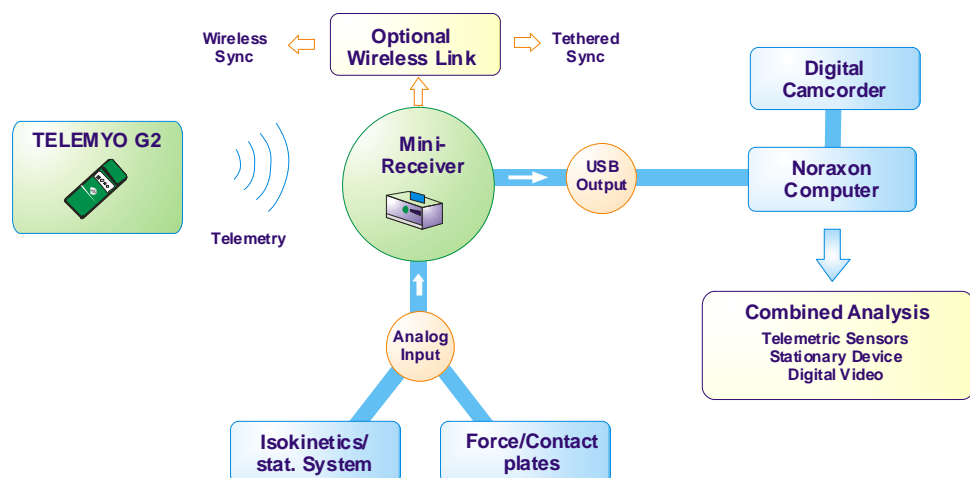 Wireless
Sync
Optional
Wireless Link
Tethered
Sync
Digital
Camcorder
TELEMYO G2
Mini-
Receiver
USB
Output
Noraxon
Computer
Telemetry
Analog
Input
Combined Analysis
Telemetric Sensors
Stationary Device
Digital Video
Isokinetics/
stat. System
Force/Contact
plates